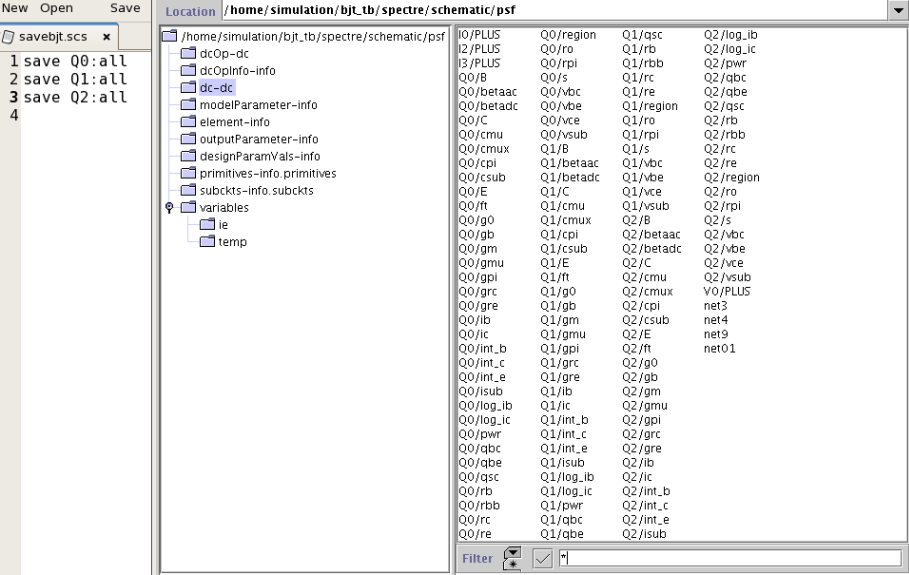 New Open Save
savebjt.scs ×
1 save Q0:all
2 save Q1:all
3 save Q2:all
4
Location /home/simulation/bjt_tb/spectre/schematic/psf
/home/simulation/bjt_tb/spectre/schematic/psf
dcOp-dc
dcOpInfo-info
dc-dc
modelParameter-info
element-info
outputParameter-info
designParamVals-info
primitives-info.primitives
subckts-info.subckts
variables
ie
temp
I0/PLUS Q0/region Q1/qsc Q2/log_ib
I2/PLUS Q0/ro Q1/rb Q2/log_ic
I3/PLUS Q0/rpi Q1/rbb Q2/pwr
Q0/B Q0/s Q1/rc Q2/qbc
Q0/betaac Q0/vbc Q1/re Q2/qbe
Q0/betadc Q0/vbe Q1/region Q2/qsc
Q0/C Q0/vce Q1/ro Q2/rb
Q0/cmu Q0/vsub Q1/rpi Q2/rbb
Q0/cmux Q1/B Q1/s Q2/rc
Q0/cpi Q1/betaac Q1/vbc Q2/re
Q0/csub Q1/betadc Q1/vbe Q2/region
Q0/E Q1/C Q1/vce Q2/ro
Q0/ft Q1/cmu Q1/vsub Q2/rpi
Q0/g0 Q1/cmux Q2/B Q2/s
Q0/gb Q1/cpi Q2/betaac Q2/vbc
Q0/gm Q1/csub Q2/betadc Q2/vbe
Q0/gmu Q1/E Q2/C Q2/vce
Q0/gpi Q1/ft Q2/cmu Q2/vsub
Q0/grc Q1/g0 Q2/cmux V0/PLUS
Q0/gre Q1/gb Q2/cpi net3
Q0/ib Q1/gm Q2/csub net4
Q0/ic Q1/gmu Q2/E net9
Q0/int_b Q1/gpi Q2/ft net01
Q0/int_c Q1/grc Q2/g0
Q0/int_e Q1/gre Q2/gb
Q0/isub Q1/ib Q2/gm
Q0/log_ib Q1/ic Q2/gmu
Q0/log_ic Q1/int_b Q2/gpi
Q0/pwr Q1/int_c Q2/grc
Q0/qbc Q1/int_e Q2/gre
Q0/qbe Q1/isub Q2/ib
Q0/qsc Q1/log_ib Q2/ic
Q0/rb Q1/log_ic Q2/int_b
Q0/rbb Q1/pwr Q2/int_c
Q0/rc Q1/qbc Q2/int_e
Q0/re Q1/qbe Q2/isub
Filter *